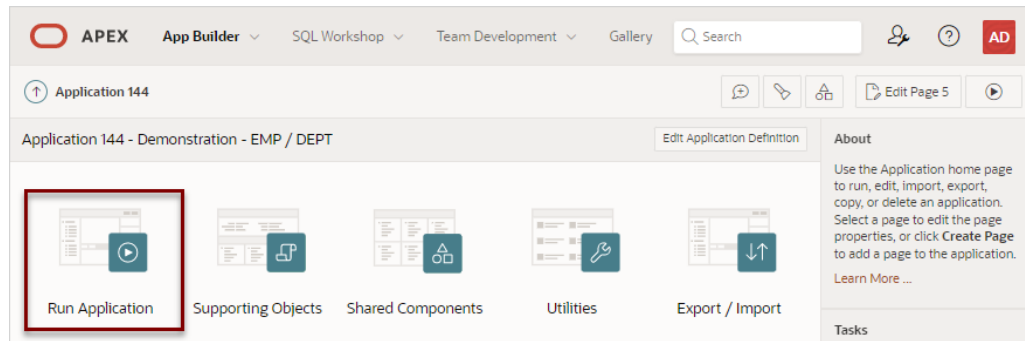 APEX App Builder SQL Workshop Team Development Gallery Search AD
Application 144 Edit Page 5
Application 144 - Demonstration - EMP / DEPT Edit Application Definition
About
Use the Application home page
to run, edit, import, export,
copy, or delete an application.
Select a page to edit the page
properties, or click Create Page
to add a page to the application.
Learn More ...
Run Application Supporting Objects Shared Components Utilities Export / Import
Tasks